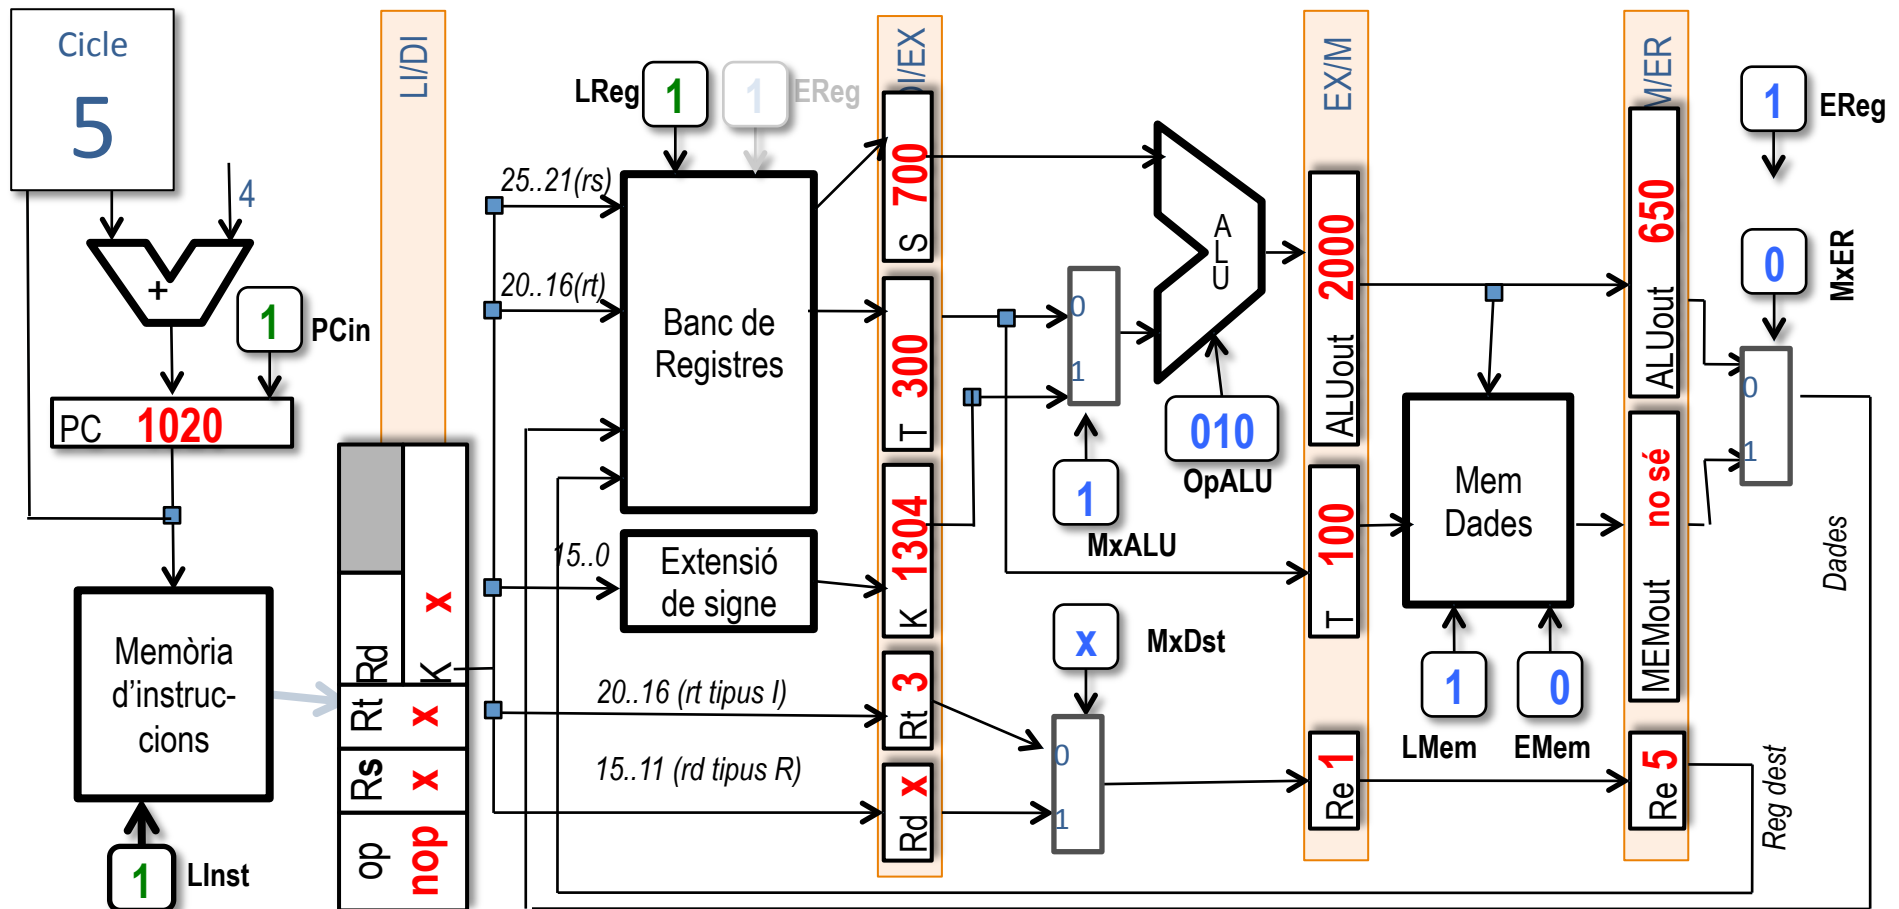 Cicle
5
4
+
1
PCin
PC 1020
Memòria
d'instruc-
cions
1
LInst
LI/DI
Rd
K x
Rt x
Rs x
op nop
LReg
1
1
EReg
25..21(rs)
20..16(rt)
15..0
20..16 (rt tipus I)
15..11 (rd tipus R)
Banc de
Registres
Extensió
de signe
DI/EX
S 700
T 300
K 1304
Rt 3
Rd x
0
1
1
MxALU
ALU
010
OpALU
x
MxDst
0
1
EX/M
ALUout 2000
T 100
Re 1
Mem
Dades
1
LMem
0
EMem
M/ER
ALUout 650
MEMout no sé
Re 5
1
EReg
0
MxER
0
1
Dades
Reg dest